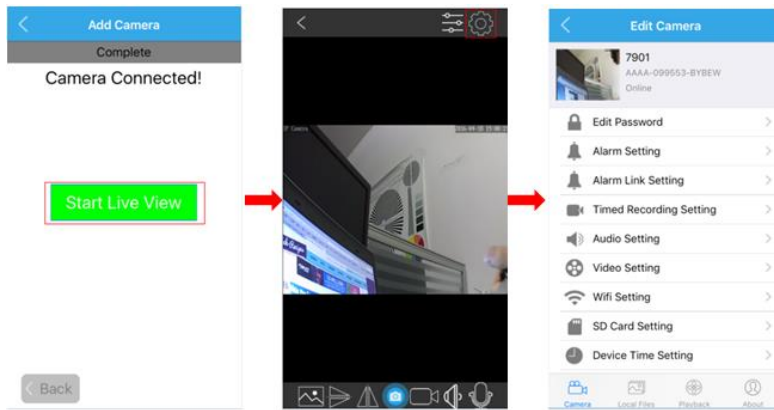 Add Camera
Complete
Camera Connected!
Start Live View
Back
IP Camera
Edit Camera
7901
AAAA-099553-BYBEW
Online
Edit Password
Alarm Setting
Alarm Link Setting
Timed Recording Setting
Audio Setting
Video Setting
Wifi Setting
SD Card Setting
Device Time Setting
Camera
Local Files
Playback
About